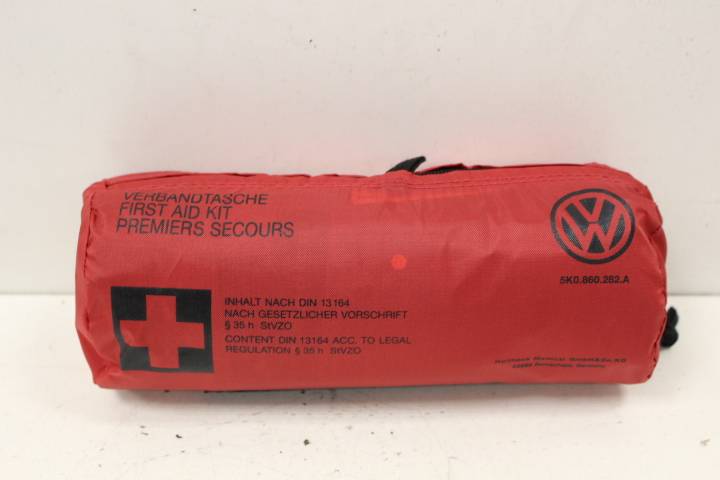 VERBANDTASCHE
FIRST AID KIT
PREMIERS SECOURS
5K0.860.282.A
INHALT NACH DIN 13164
NACH GESETZLICHER VORSCHRIFT
§ 35 h StVZO
CONTENT DIN 13164 ACC. TO LEGAL
REGULATION § 35 h StVZO
Germany